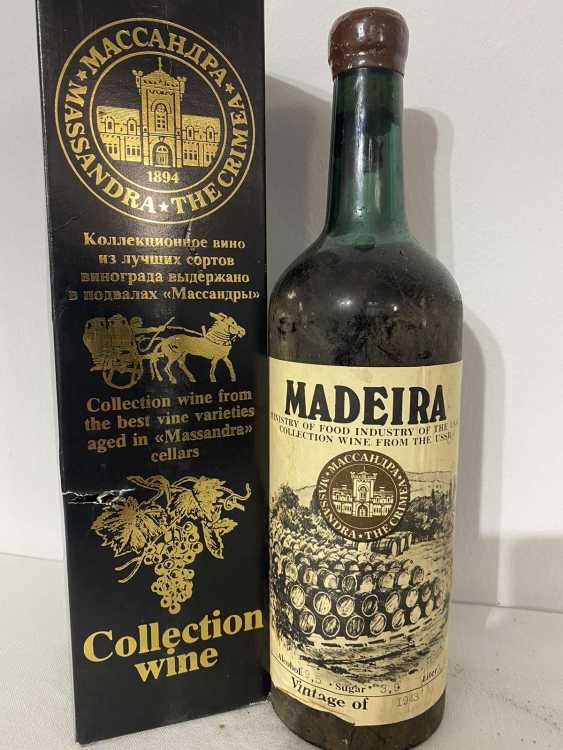 МАССАНДРА
MASSANDRA ★ THE CRIMEA
1894
Коллекционное вино
из лучших сортов
винограда выдержано
в подвалах «Массандры»
Collection wine from
the best vine varieties
aged in «Massandra»
cellars
Collection
wine
MADEIRA
MINISTRY OF FOOD INDUSTRY OF THE
COLLECTION WINE FROM THE USSR
МАССАНДРА
MASSANDRA ★ THE CRIMEA
Alcohol Sugar Liter
Vintage of 1943